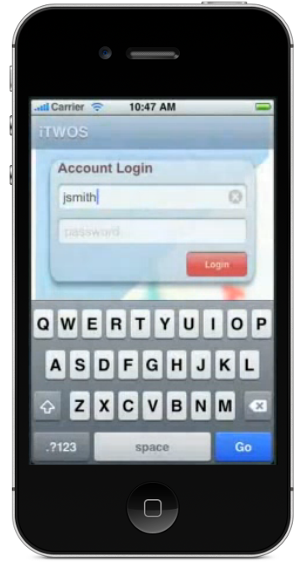 Carrier 10:47 AM
iTWOS
Account Login
jsmith
password
Login
Q W E R T Y U I O P
A S D F G H J K L
Z X C V B N M
.?123 space Go